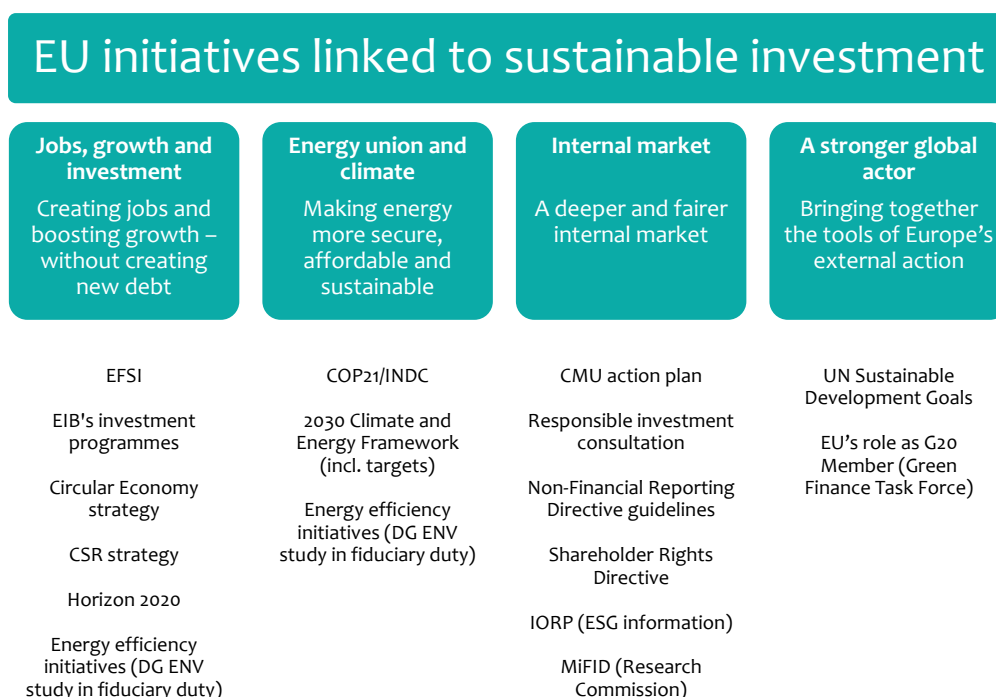 EU initiatives linked to sustainable investment
Jobs, growth and
investment
Creating jobs and
boosting growth –
without creating
new debt
Energy union and
climate
Making energy
more secure,
affordable and
sustainable
Internal market
A deeper and fairer
internal market
A stronger global
actor
Bringing together
the tools of Europe’s
external action
EFSI
EIB's investment
programmes
Circular Economy
strategy
CSR strategy
Horizon 2020
Energy efficiency
initiatives (DG ENV
study in fiduciary duty)
COP21/INDC
2030 Climate and
Energy Framework
(incl. targets)
Energy efficiency
initiatives (DG ENV
study in fiduciary duty)
CMU action plan
Responsible investment
consultation
Non-Financial Reporting
Directive guidelines
Shareholder Rights
Directive
IORP (ESG information)
MiFID (Research
Commission)
UN Sustainable
Development Goals
EU’s role as G20
Member (Green
Finance Task Force)